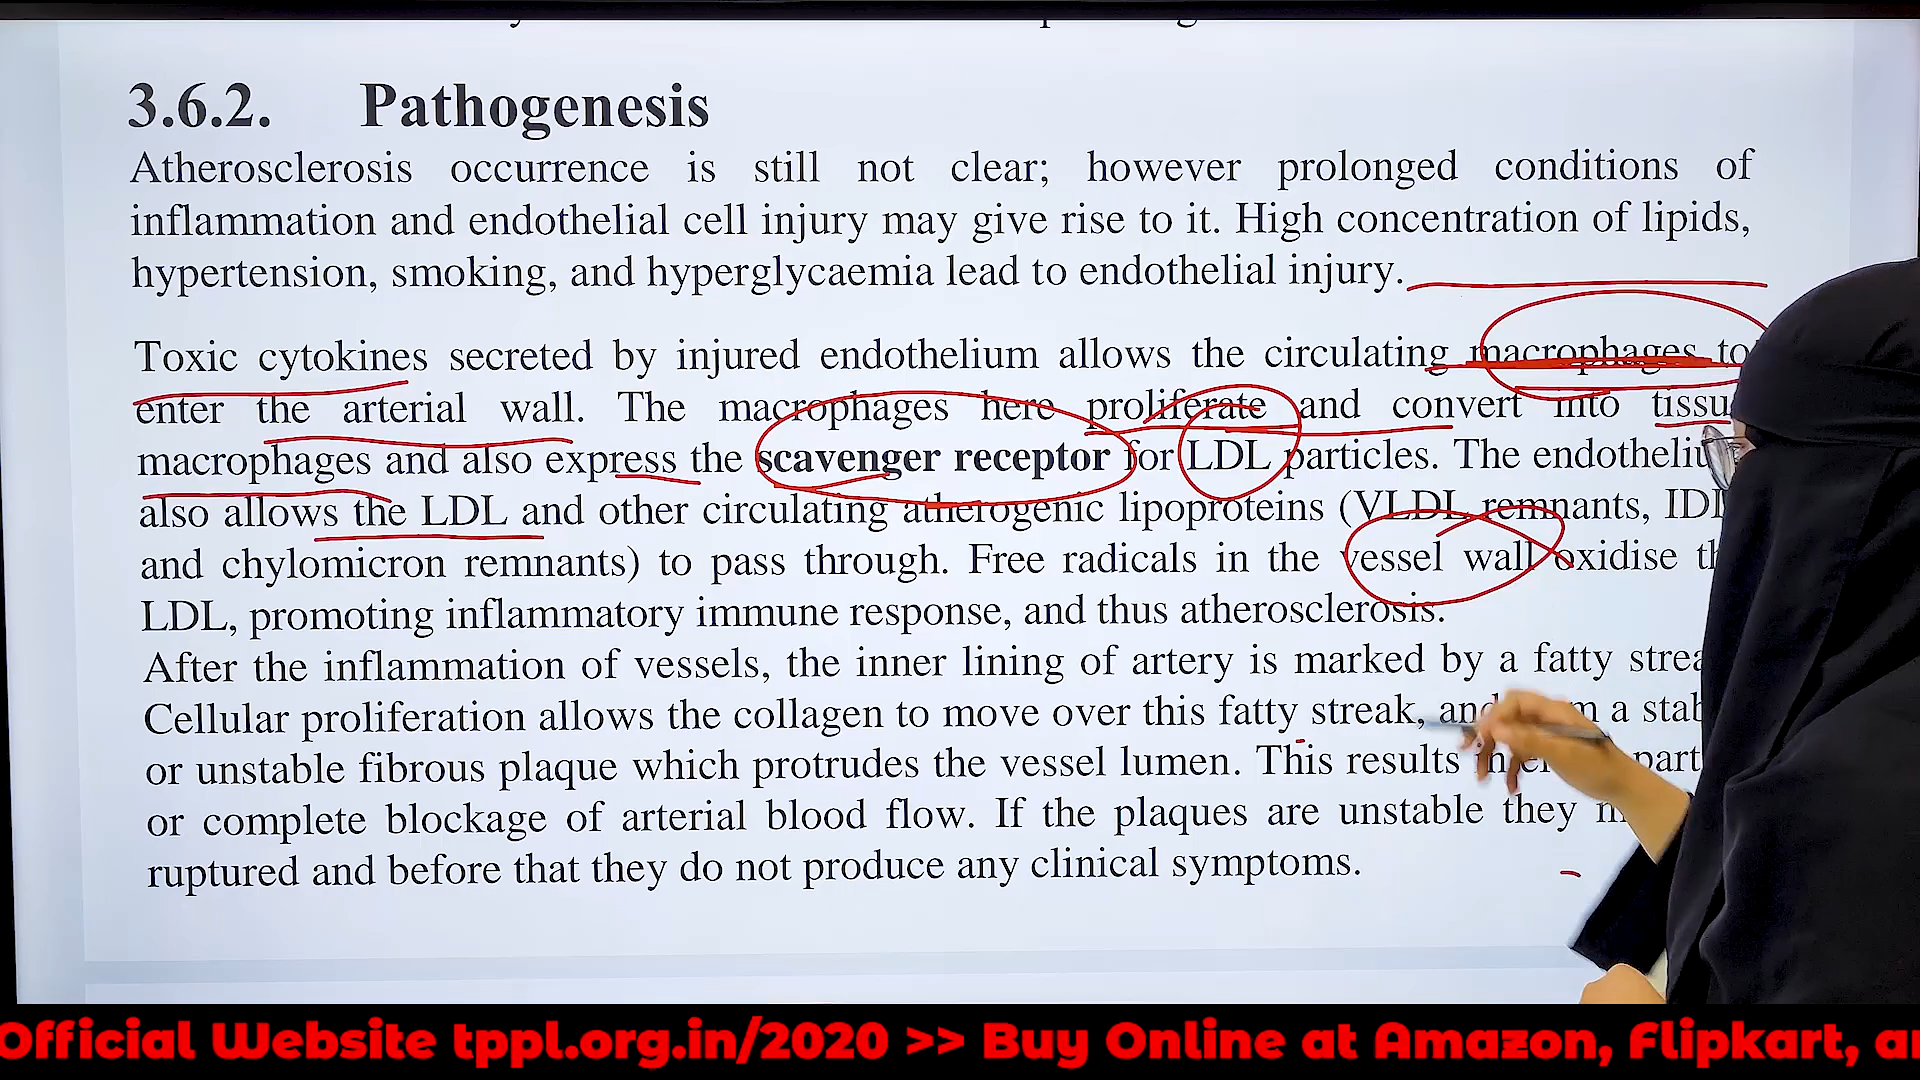 3.6.2. Pathogenesis
Atherosclerosis occurrence is still not clear; however prolonged conditions of
inflammation and endothelial cell injury may give rise to it. High concentration of lipids,
hypertension, smoking, and hyperglycaemia lead to endothelial injury.
Toxic cytokines secreted by injured endothelium allows the circulating macrophages to
enter the arterial wall. The macrophages here proliferate and convert into
macrophages and also express the scavenger receptor for LDL particles. The
also allows the LDL and other circulating atherogenic lipoproteins (VLDL remnants,
and chylomicron remnants) to pass through. Free radicals in the vessel wall oxidise
LDL, promoting inflammatory immune response, and thus atherosclerosis.
After the inflammation of vessels, the inner lining of artery is marked by a fatty
Cellular proliferation allows the collagen to move over this fatty streak, a
or unstable fibrous plaque which protrudes the vessel lumen. This results
or complete blockage of arterial blood flow. If the plaques are unstable they
ruptured and before that they do not produce any clinical symptoms.
Official Website tppl.org.in/2020 >> Buy Online at Amazon, Flipkart,